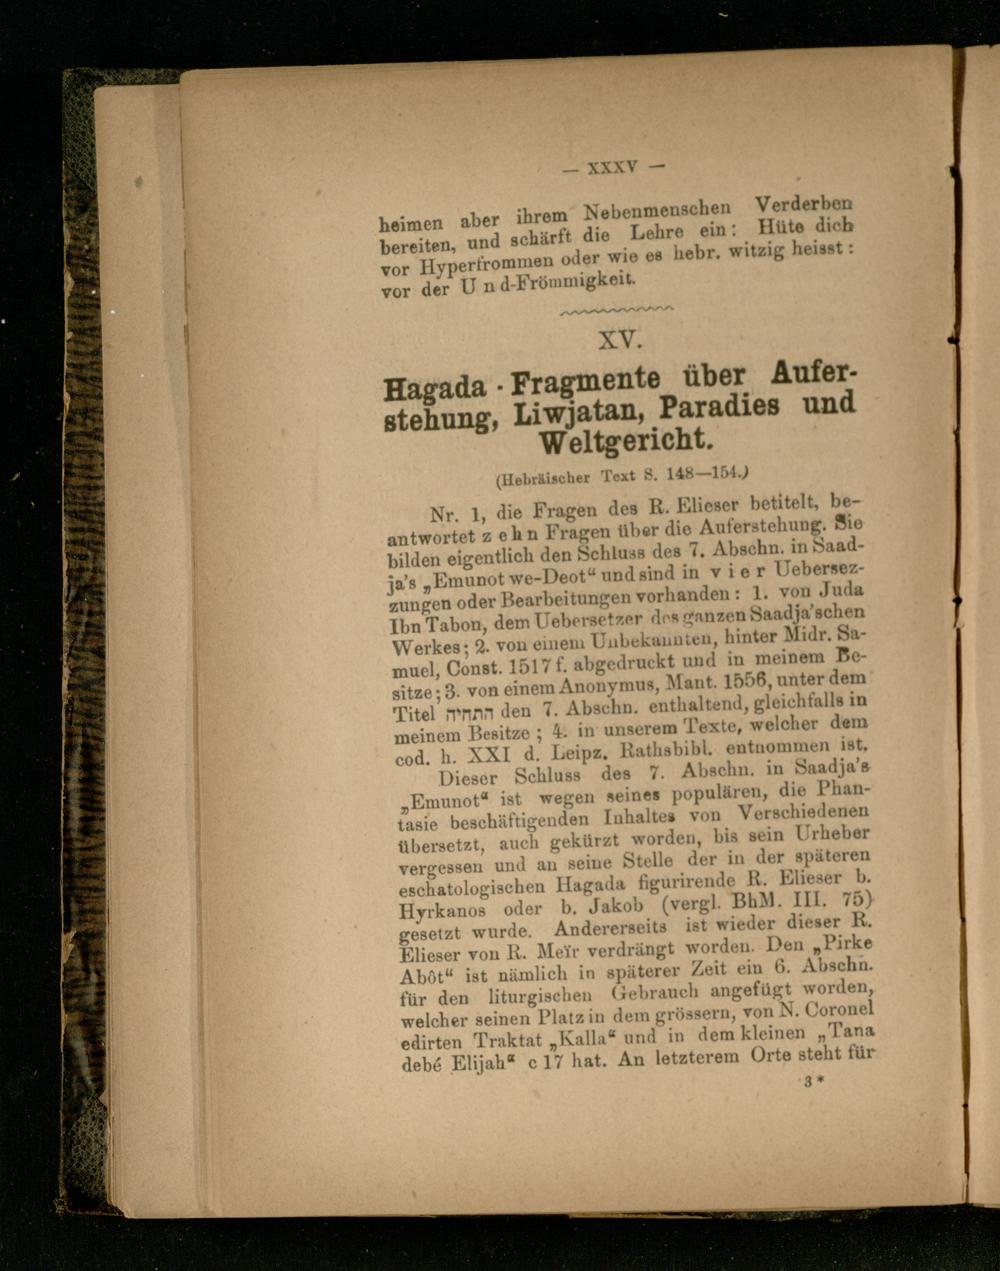 — XXXV —
heimen aber ihrem Nebenmenschen Verderben
bereiten, und schärft die Lehre ein: Hüte dich
vor Hyperfrommen oder wie es hebr. witzig heisst:
vor der U n d-Frömmigkeit.
XV.
Hagada - Fragmente über Aufer-
stehung, Liwjatan, Paradies und
Weltgericht.
(Hebräischer Text S. 148—154.)
Nr. 1, die Fragen des R. Elieser betitelt, be-
antwortet z e h n Fragen über die Auferstehung. Sie
bilden eigentlich den Schluss des 7. Abschn. in Saad-
ja's „Emunot we-Deot“ und sind in v i e r Uebersez-
zungen oder Bearbeitungen vorhanden: 1. von Juda
Ibn Tabon, dem Uebersetzer des ganzen Saadja'schen
Werkes; 2. von einem Unbekannten, hinter Midr. Sa-
muel, Const. 1517 f. abgedruckt und in meinem Be-
sitze; 3. von einem Anonymus, Mant. 1556, unter dem
Titel התחיה den 7. Abschn. enthaltend, gleichfalls in
meinem Besitze ; 4. in unserem Texte, welcher dem
cod. h. XXI d. Leipz. Rathsbibl. entnommen ist.
Dieser Schluss des 7. Abschn. in Saadja's
„Emunot“ ist wegen seines populären, die Phan-
tasie beschäftigenden Inhaltes von Verschiedenen
übersetzt, auch gekürzt worden, bis sein Urheber
vergessen und an seine Stelle der in der späteren
eschatologischen Hagada figurirende R. Elieser b.
Hyrkanos oder b. Jakob (vergl. BhM. III. 75)
gesetzt wurde. Andererseits ist wieder dieser R.
Elieser von R. Meïr verdrängt worden. Den „Pirke
Abôt“ ist nämlich in späterer Zeit ein 6. Abschn.
für den liturgischen Gebrauch angefügt worden,
welcher seinen Platz in dem grössern, von N. Coronel
edirten Traktat „Kalla“ und in dem kleinen „Tana
debé Elijah“ c 17 hat. An letzterem Orte steht für
3*